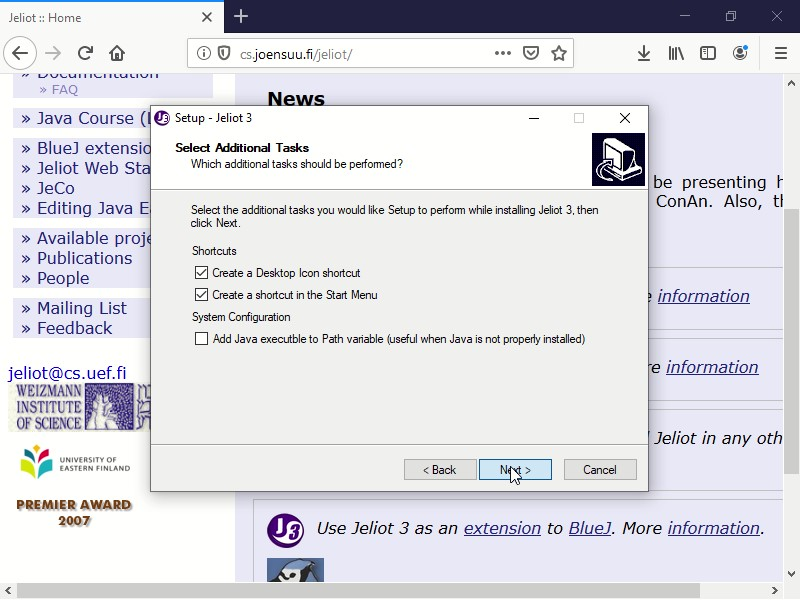 Jeliot :: Home
cs.joensuu.fi/jeliot/
» Documentation
» FAQ
» Java Course (
» BlueJ extensio
» Jeliot Web Sta
» JeCo
» Editing Java E
» Available proje
» Publications
» People
» Mailing List
» Feedback
jeliot@cs.uef.fi
WEIZMANN
INSTITUTE
OF SCIENCE
UNIVERSITY OF
EASTERN FINLAND
PREMIER AWARD
2007
News
be presenting h
ConAn. Also, th
e information
re information
Jeliot in any oth
J3
Use Jeliot 3 as an extension to BlueJ. More information.
J3 Setup - Jeliot 3
Select Additional Tasks
Which additional tasks should be performed?
Select the additional tasks you would like Setup to perform while installing Jeliot 3, then
click Next.
Shortcuts
Create a Desktop Icon shortcut
Create a shortcut in the Start Menu
System Configuration
Add Java executble to Path variable (useful when Java is not properly installed)
< Back
Next >
Cancel